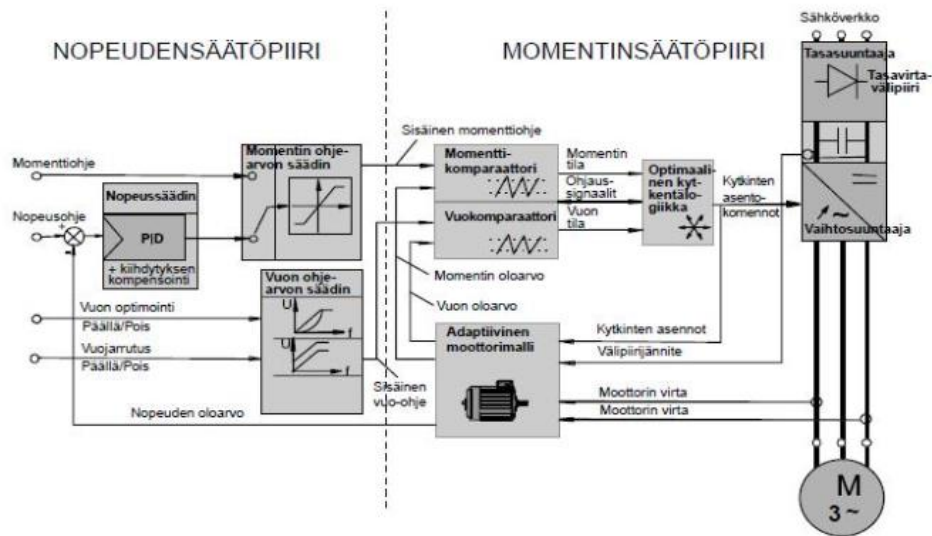 NOPEUDENSÄÄTÖPIIRI
MOMENTINSÄÄTÖPIIRI
Sähköverkko
Tasasuuntaaja
Tasavirta-
välipiiri
Vaihtosuuntaaja
Momenttiohje
Nopeusohje
+
-
Nopeussäädin
PID
+ kiihdytyksen
kompensointi
Momentin ohje-
arvon säädin
Vuon ohje-
arvon säädin
U
f
U
f
Vuon optimointi
Päällä/Pois
Vuojarrutus
Päällä/Pois
Nopeuden oloarvo
Sisäinen momenttiohje
Momentti-
komparaattori
Vuokomparaattori
Momentin
tila
Ohjaus-
signaalit
Vuon
tila
Optimaali-
nen kyt-
kentälo-
giikka
Kytkinten
asento-
komennot
Momentin oloarvo
Vuon oloarvo
Sisäinen
vuo-ohje
Adaptiivinen
moottorimalli
Kytkinten asennot
Välipiirijännite
Moottorin virta
Moottorin virta
M
3 ~